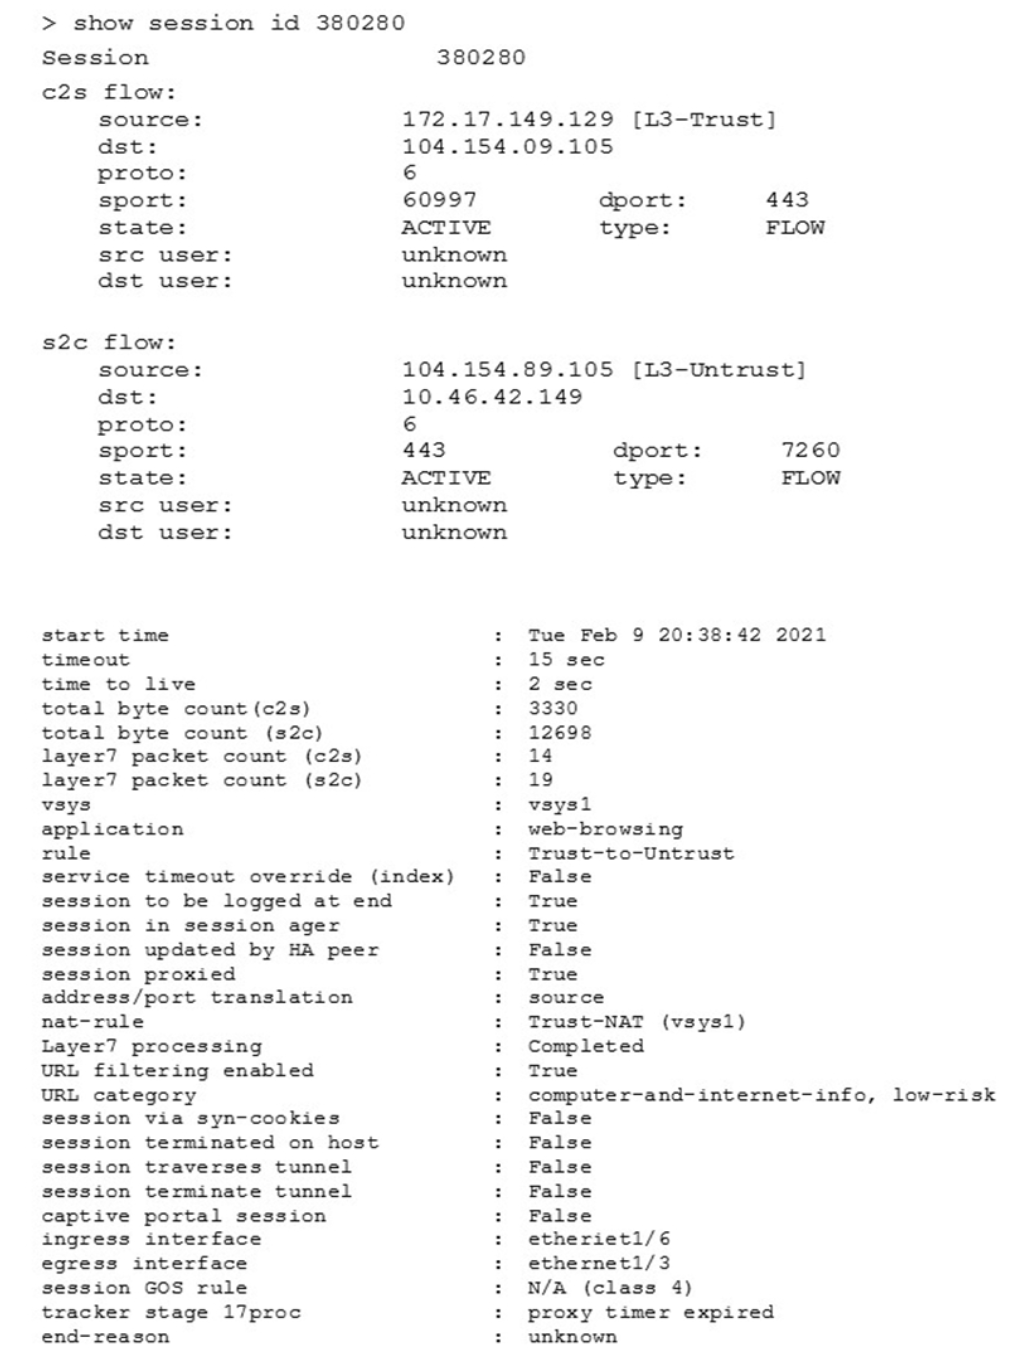 > show session id 380280
Session 380280
c2s flow:
source: 172.17.149.129 [L3-Trust]
dst: 104.154.09.105
proto: 6
sport: 60997 dport: 443
state: ACTIVE type: FLOW
src user: unknown
dst user: unknown
s2c flow:
source: 104.154.89.105 [L3-Untrust]
dst: 10.46.42.149
proto: 6
sport: 443 dport: 7260
state: ACTIVE type: FLOW
src user: unknown
dst user: unknown
start time : Tue Feb 9 20:38:42 2021
timeout : 15 sec
time to live : 2 sec
total byte count(c2s) : 3330
total byte count (s2c) : 12698
layer7 packet count (c2s) : 14
layer7 packet count (s2c) : 19
vsys : vsys1
application : web-browsing
rule : Trust-to-Untrust
service timeout override (index) : False
session to be logged at end : True
session in session ager : True
session updated by HA peer : False
session proxied : True
address/port translation : source
nat-rule : Trust-NAT (vsys1)
Layer7 processing : Completed
URL filtering enabled : True
URL category : computer-and-internet-info, low-risk
session via syn-cookies : False
session terminated on host : False
session traverses tunnel : False
session terminate tunnel : False
captive portal session : False
ingress interface : etheriet1/6
egress interface : ethernet1/3
session GOS rule : N/A (class 4)
tracker stage 17proc : proxy timer expired
end-reason : unknown